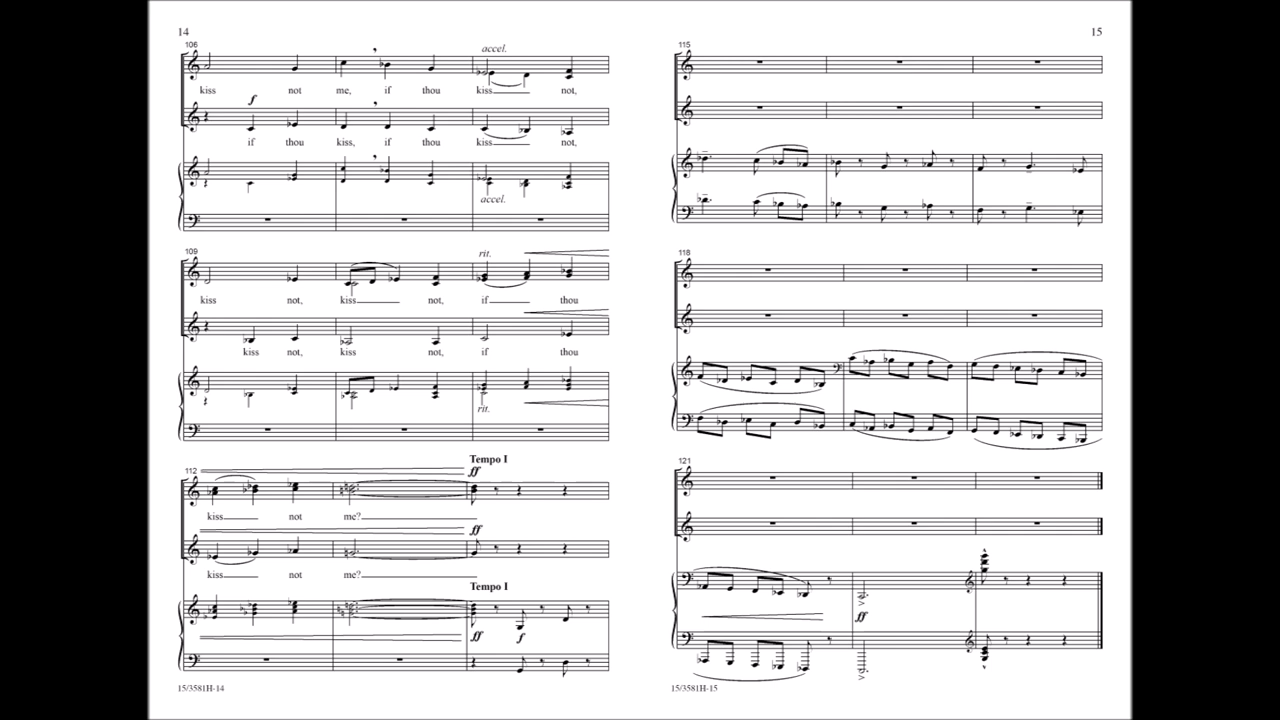 14
106
accel.
kiss not me, if thou kiss not,
f
if thou kiss, if thou kiss not,
accel.
109
rit.
kiss not, kiss not, if thou
kiss not, kiss not, if thou
rit.
112
Tempo I
ff
kiss not me?
ff
kiss not me?
Tempo I
ff f
15/3581H-14
15
115
118
121
ff
15/3581H-15